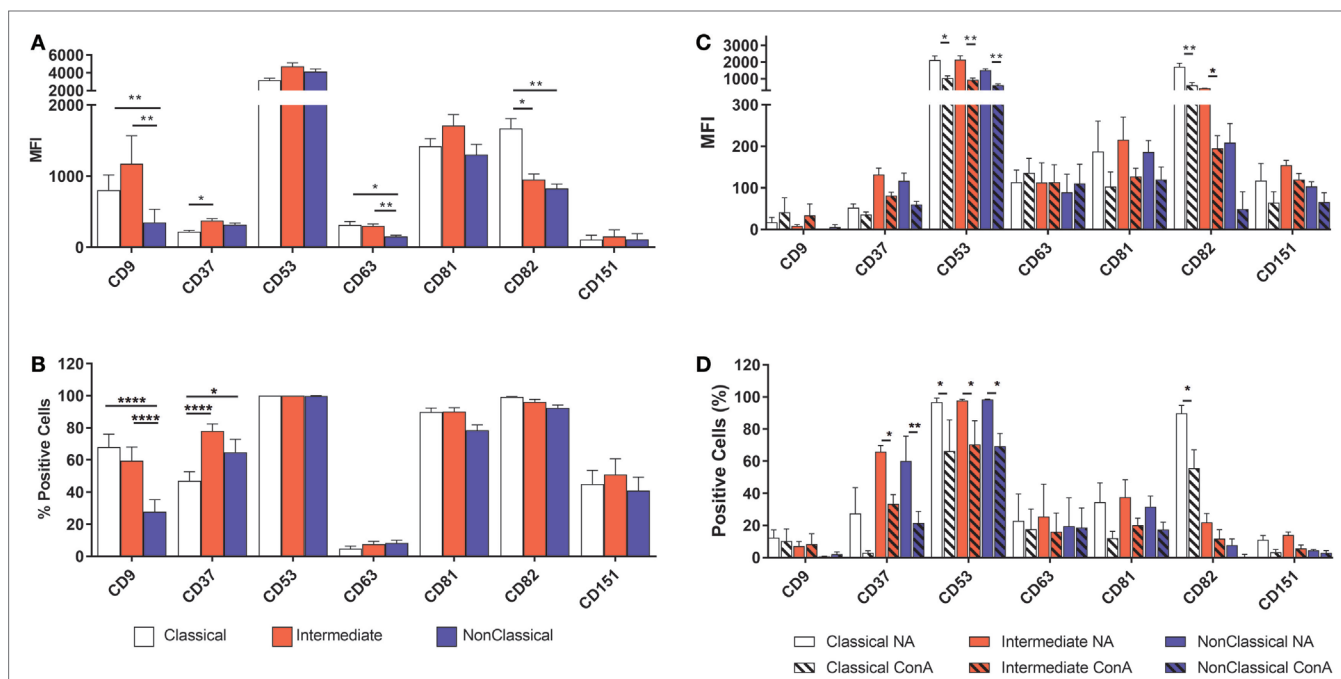 A
MFI
6000
4000
2000
2000
1000
0
** ** * * ** * **
CD9 CD37 CD53 CD63 CD81 CD82 CD151
B
% Positive Cells
120
100
80
60
40
20
0
**** **** **** *
CD9 CD37 CD53 CD63 CD81 CD82 CD151
Classical Intermediate NonClassical
C
MFI
3000
2000
1000
300
200
100
0
* ** ** ** *
CD9 CD37 CD53 CD63 CD81 CD82 CD151
D
Positive Cells (%)
120
100
80
60
40
20
0
* ** * * * *
CD9 CD37 CD53 CD63 CD81 CD82 CD151
Classical NA Intermediate NA NonClassical NA
Classical ConA Intermediate ConA NonClassical ConA